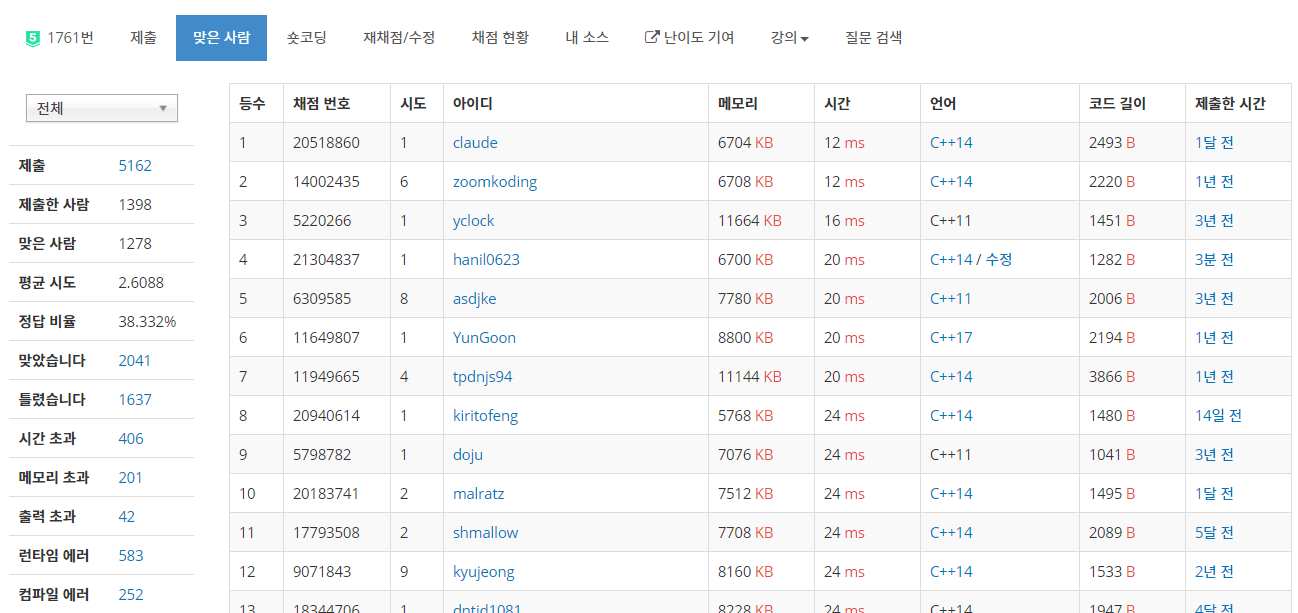 5 1761번 제출 맞은 사람 숏코딩 재채점/수정 채점 현황 내 소스 난이도 기여 강의 질문 검색
전체
제출 5162
제출한 사람 1398
맞은 사람 1278
평균 시도 2.6088
정답 비율 38.332%
맞았습니다 2041
틀렸습니다 1637
시간 초과 406
메모리 초과 201
출력 초과 42
런타임 에러 583
컴파일 에러 252
등수 채점 번호 시도 아이디 메모리 시간 언어 코드 길이 제출한 시간
1 20518860 1 claude 6704 KB 12 ms C++14 2493 B 1달 전
2 14002435 6 zoomkoding 6708 KB 12 ms C++14 2220 B 1년 전
3 5220266 1 yclock 11664 KB 16 ms C++11 1451 B 3년 전
4 21304837 1 hanil0623 6700 KB 20 ms C++14 / 수정 1282 B 3분 전
5 6309585 8 asdjke 7780 KB 20 ms C++11 2006 B 3년 전
6 11649807 1 YunGoon 8800 KB 20 ms C++17 2194 B 1년 전
7 11949665 4 tpdnjs94 11144 KB 20 ms C++14 3866 B 1년 전
8 20940614 1 kiritofeng 5768 KB 24 ms C++14 1480 B 14일 전
9 5798782 1 doju 7076 KB 24 ms C++11 1041 B 3년 전
10 20183741 2 malratz 7512 KB 24 ms C++14 1495 B 1달 전
11 17793508 2 shmallow 7708 KB 24 ms C++14 2089 B 5달 전
12 9071843 9 kyujeong 8160 KB 24 ms C++14 1533 B 2년 전
13 18344706 1 dntjd1081 8228 KB 24 ms C++14 1947 B 4달 전